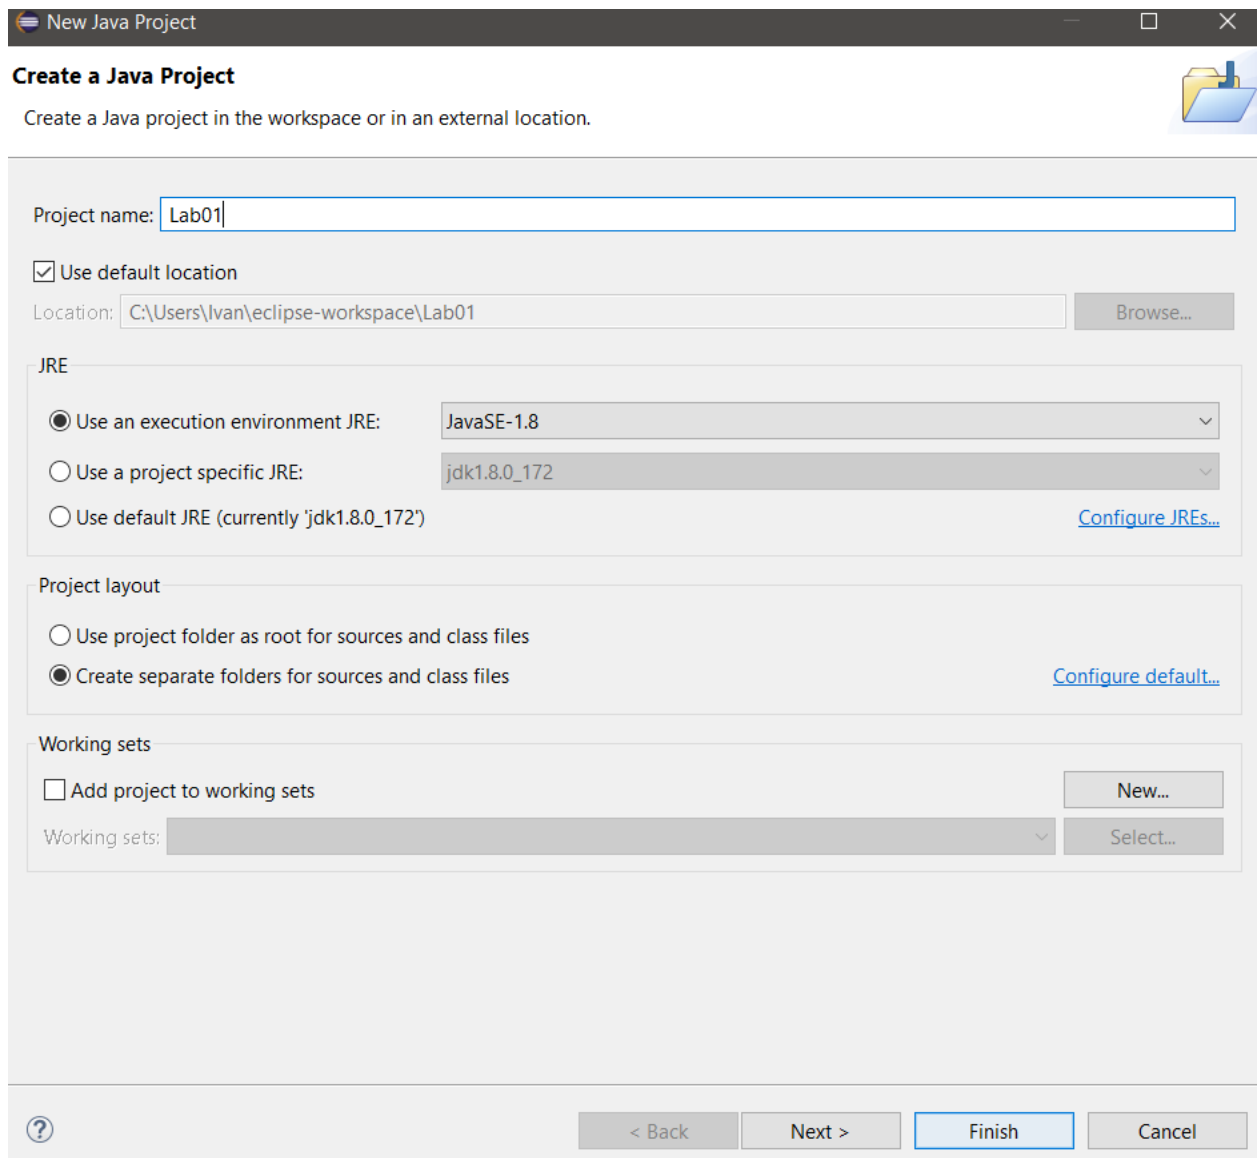 New Java Project
Create a Java Project
Create a Java project in the workspace or in an external location.
Project name: Lab01
Use default location
Location: C:\Users\Ivan\eclipse-workspace\Lab01 Browse...
JRE
Use an execution environment JRE: JavaSE-1.8
Use a project specific JRE: jdk1.8.0_172
Use default JRE (currently 'jdk1.8.0_172') Configure JREs...
Project layout
Use project folder as root for sources and class files
Create separate folders for sources and class files Configure default...
Working sets
Add project to working sets New...
Working sets: Select...
? < Back Next > Finish Cancel